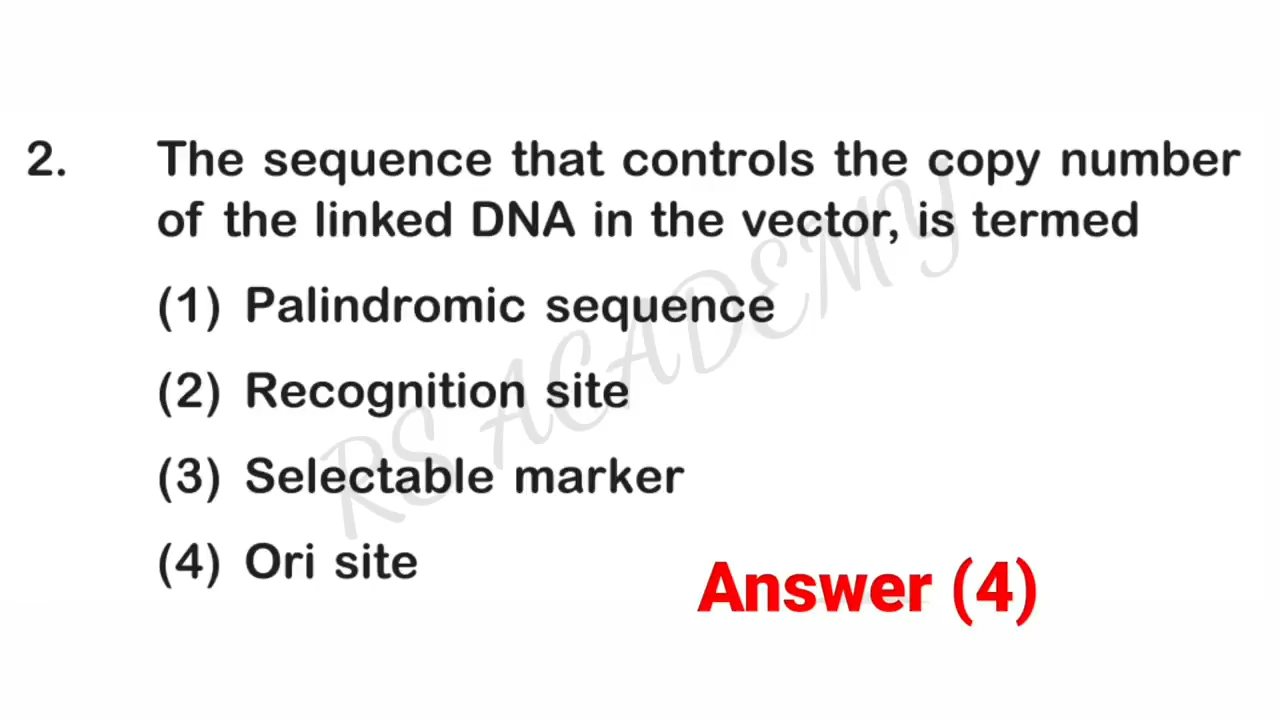 2. The sequence that controls the copy number
of the linked DNA in the vector, is termed
(1) Palindromic sequence
(2) Recognition site
(3) Selectable marker
(4) Ori site
Answer (4)
RS ACADEMY